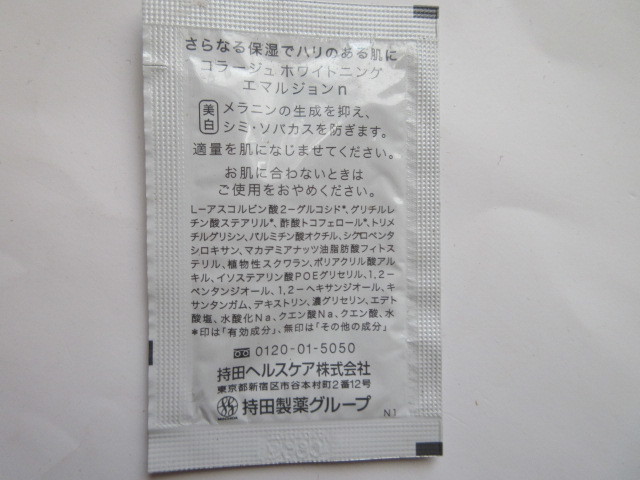 さらなる保湿でハリのある肌に
コラージュ ホワイトニング
エマルジョンn
美白 メラニンの生成を抑え、
シミ・ソバカスを防ぎます。
適量を肌になじませてください。
お肌に合わないときは
ご使用をおやめください。
L-アスコルビン酸2-グルコシド*、グリチルレ
チン酸ステアリル*、酢酸トコフェロール*、トリメ
チルグリシン、パルミチン酸オクチル、シクロペンタ
シロキサン、マカデミアナッツ油脂肪酸フィトス
テリル、植物性スクワラン、ポリアクリル酸アル
キル、イソステアリン酸POEグリセリル、1,2-
ペンタンジオール、1,2-ヘキサンジオール、キ
サンタンガム、デキストリン、濃グリセリン、エデト
酸塩、水酸化Na、クエン酸Na、クエン酸、水
*印は「有効成分」、無印は「その他の成分」
0120-01-5050
持田ヘルスケア株式会社
東京都新宿区市谷本村町2番12号
持田製薬グループ
N1